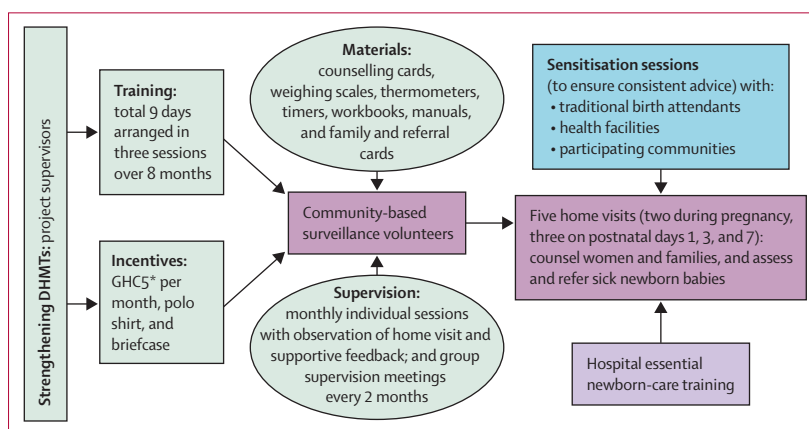 Strengthening DHMTs: project supervisors
Training:
total 9 days
arranged in
three sessions
over 8 months
Incentives:
GHC5* per
month, polo
shirt, and
briefcase
Materials:
counselling cards,
weighing scales, thermometers,
timers, workbooks, manuals,
and family and referral
cards
Community-based
surveillance volunteers
Supervision:
monthly individual sessions
with observation of home visit and
supportive feedback; and group
supervision meetings
every 2 months
Sensitisation sessions
(to ensure consistent advice) with:
• traditional birth attendants
• health facilities
• participating communities
Five home visits (two during pregnancy,
three on postnatal days 1, 3, and 7):
counsel women and families, and assess
and refer sick newborn babies
Hospital essential
newborn-care training